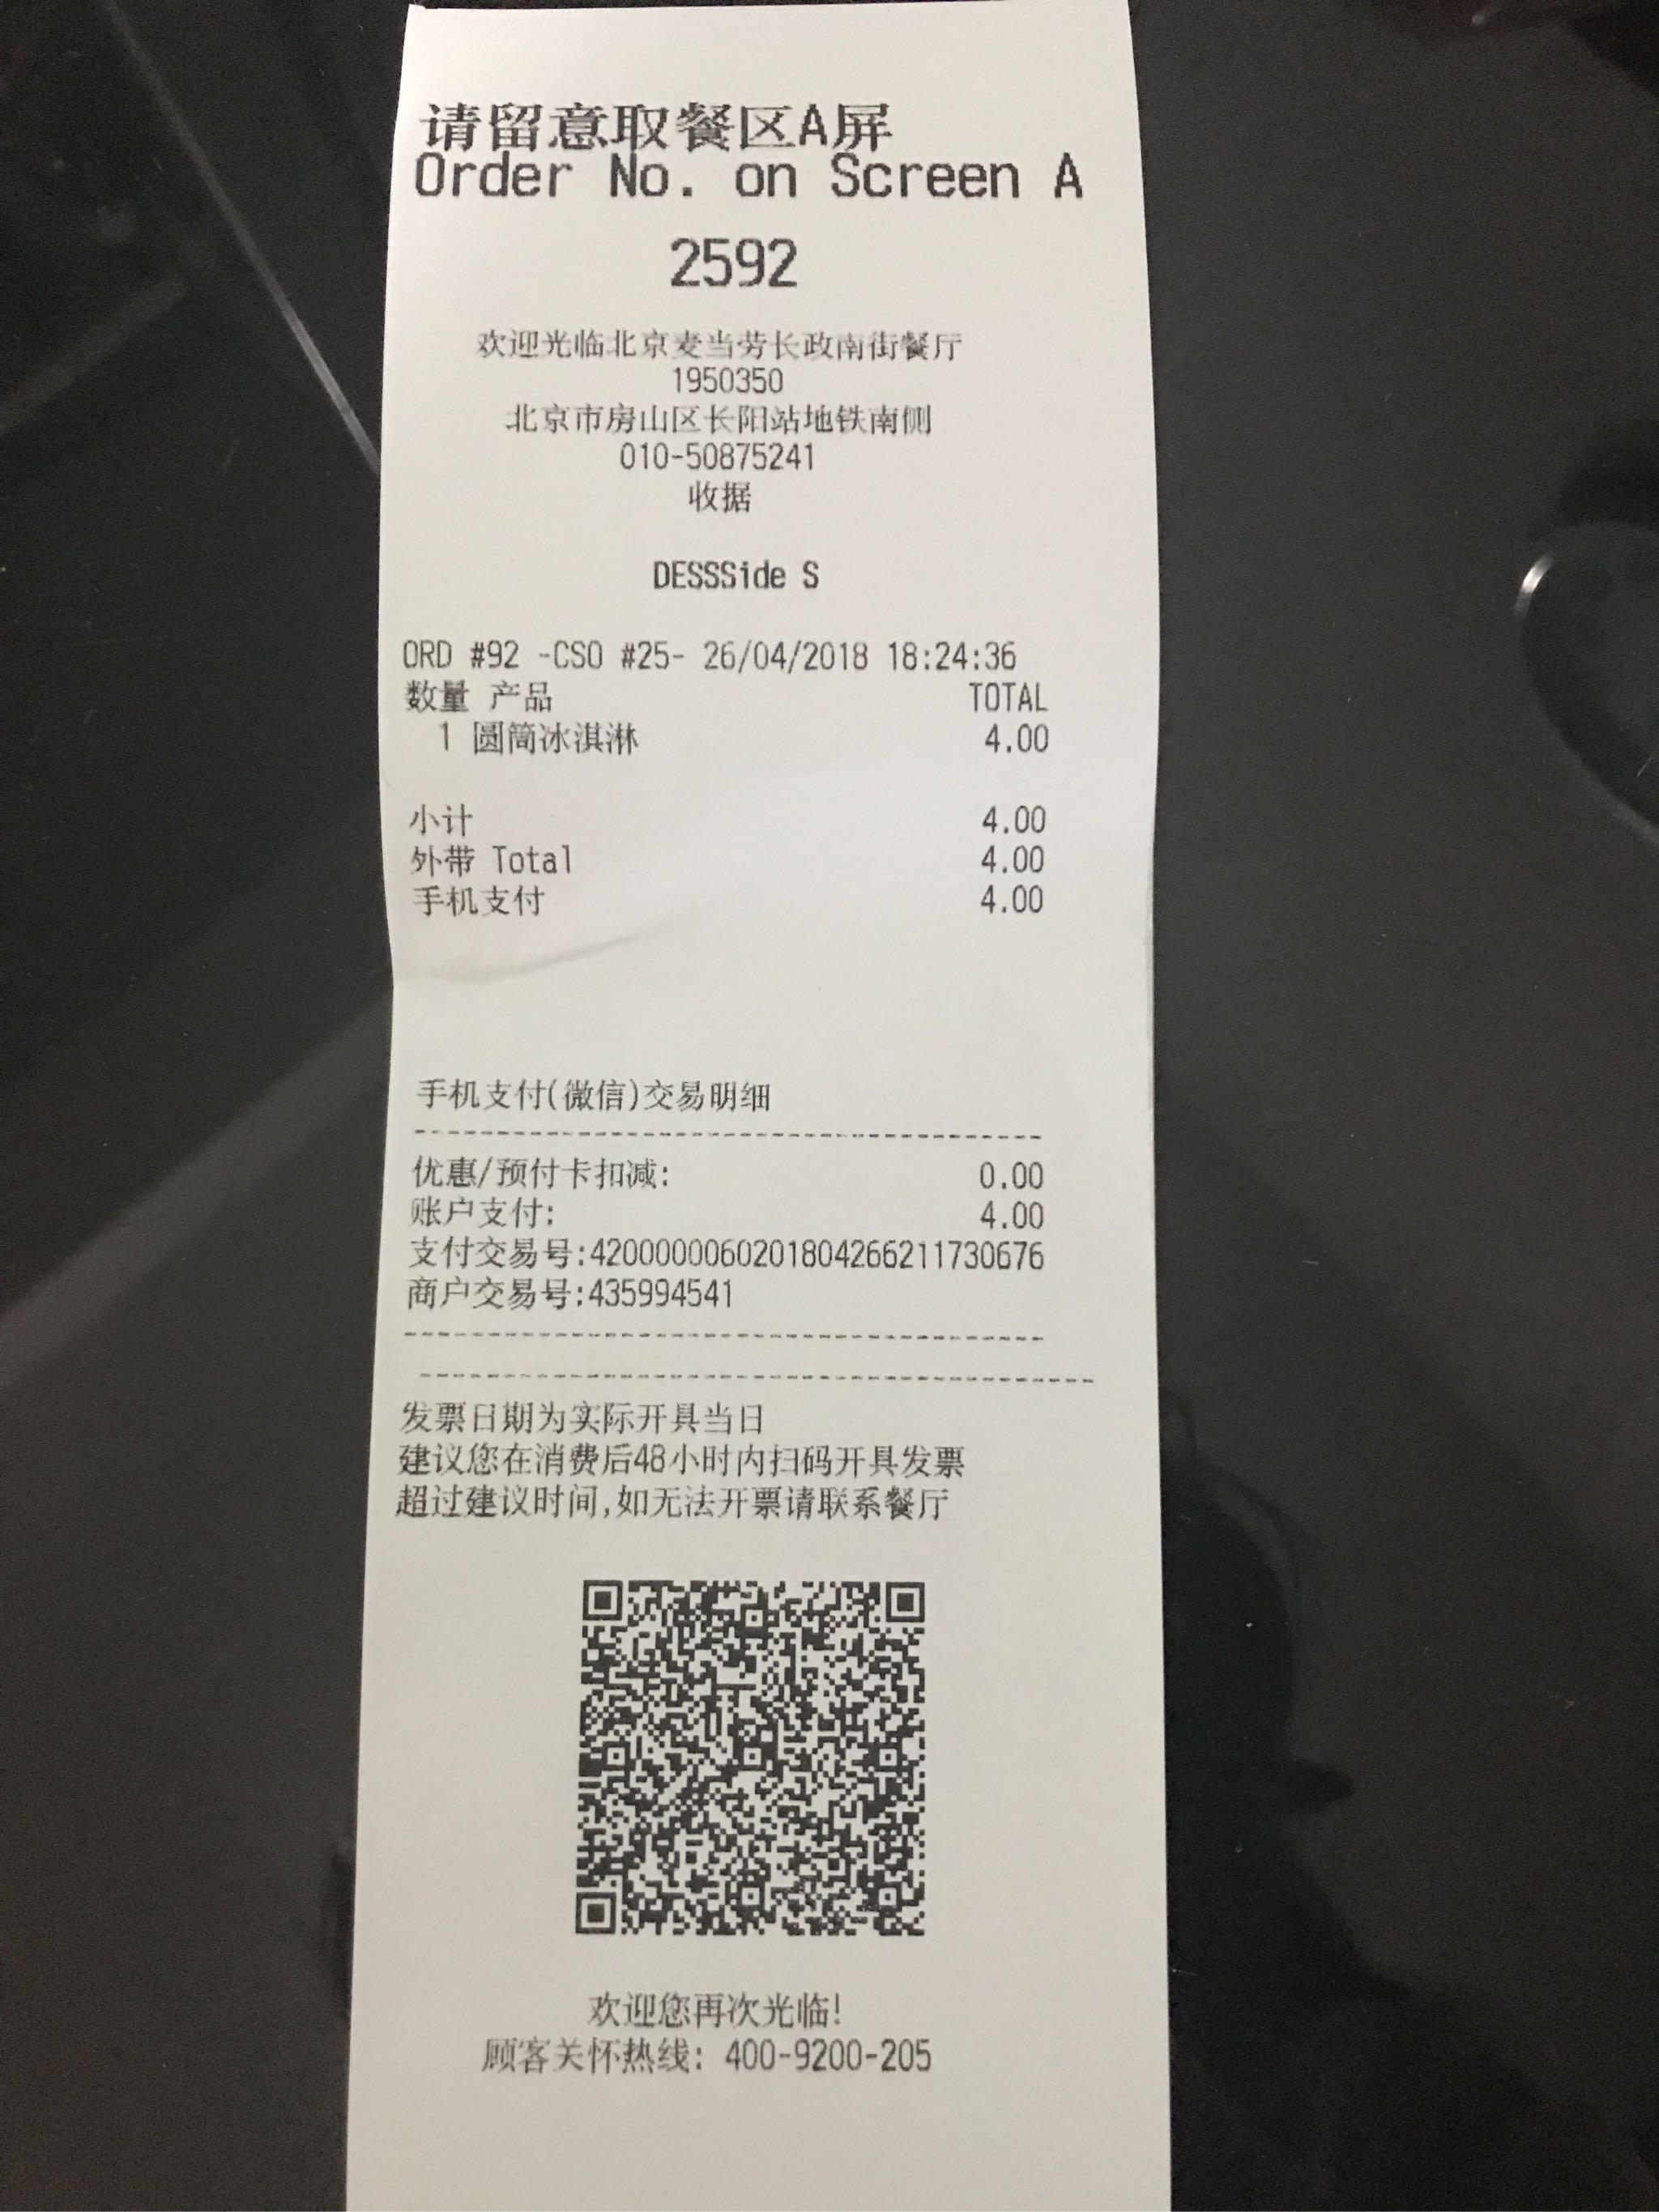 请留意取餐区A屏
Order No. on Screen A
2592
欢迎光临北京麦当劳长政南街餐厅
1950350
北京市房山区长阳站地铁南侧
010-50875241
收据
DESSSide S
ORD #92 -CSO #25- 26/04/2018 18:24:36
数量 产品 TOTAL
1 圆筒冰淇淋 4.00
小计 4.00
外带 Total 4.00
手机支付 4.00
手机支付(微信)交易明细
优惠/预付卡扣减: 0.00
账户支付: 4.00
支付交易号:4200000060201804266211730676
商户交易号:435994541
发票日期为实际开具当日
建议您在消费后48小时内扫码开具发票
超过建议时间,如无法开票请联系餐厅
欢迎您再次光临!
顾客关怀热线: 400-9200-205